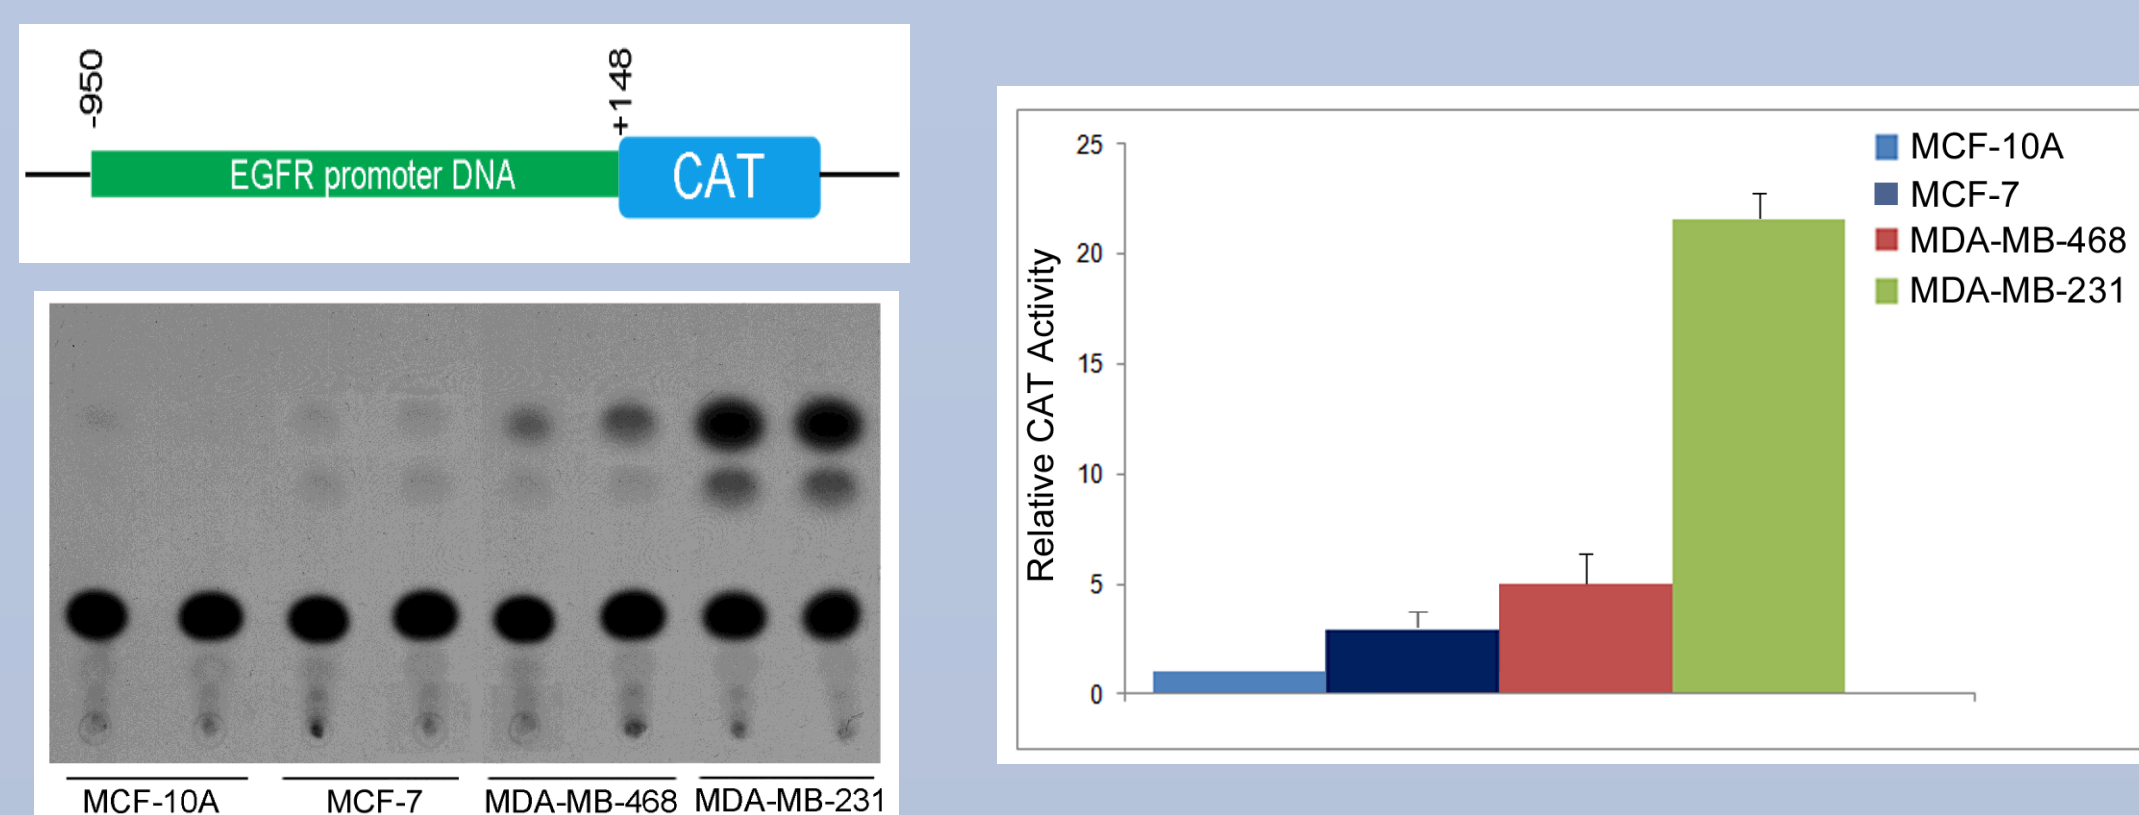 -950
+148
EGFR promoter DNA
CAT
MCF-10A
MCF-7
MDA-MB-468
MDA-MB-231
Relative CAT Activity
25
20
15
10
5
0
MCF-10A
MCF-7
MDA-MB-468
MDA-MB-231